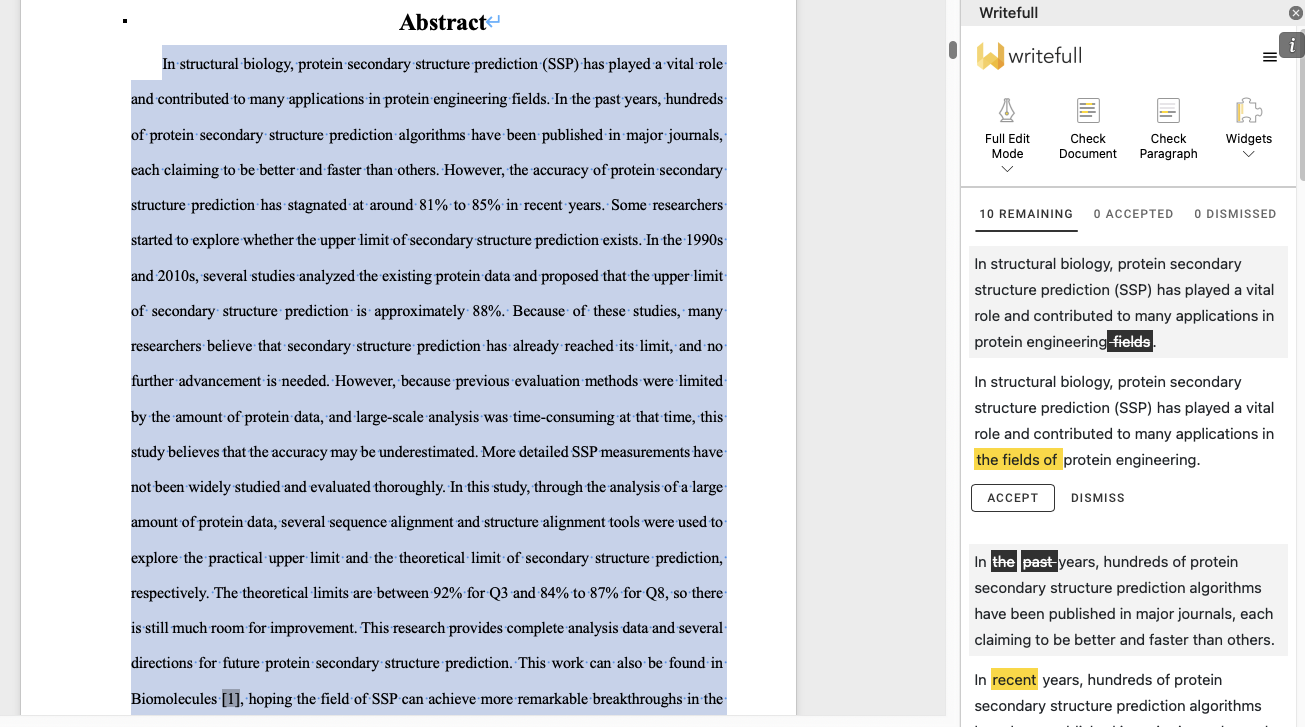 Abstract
In structural biology, protein secondary structure prediction (SSP) has played a vital role
and contributed to many applications in protein engineering fields. In the past years, hundreds
of protein secondary structure prediction algorithms have been published in major journals,
each claiming to be better and faster than others. However, the accuracy of protein secondary
structure prediction has stagnated at around 81% to 85% in recent years. Some researchers
started to explore whether the upper limit of secondary structure prediction exists. In the 1990s
and 2010s, several studies analyzed the existing protein data and proposed that the upper limit
of secondary structure prediction is approximately 88%. Because of these studies, many
researchers believe that secondary structure prediction has already reached its limit, and no
further advancement is needed. However, because previous evaluation methods were limited
by the amount of protein data, and large-scale analysis was time-consuming at that time, this
study believes that the accuracy may be underestimated. More detailed SSP measurements have
not been widely studied and evaluated thoroughly. In this study, through the analysis of a large
amount of protein data, several sequence alignment and structure alignment tools were used to
explore the practical upper limit and the theoretical limit of secondary structure prediction,
respectively. The theoretical limits are between 92% for Q3 and 84% to 87% for Q8, so there
is still much room for improvement. This research provides complete analysis data and several
directions for future protein secondary structure prediction. This work can also be found in
Biomolecules [1], hoping the field of SSP can achieve more remarkable breakthroughs in the
Writefull
writefull
Full Edit
Mode
Check
Document
Check
Paragraph
Widgets
10 REMAINING 0 ACCEPTED 0 DISMISSED
In structural biology, protein secondary
structure prediction (SSP) has played a vital
role and contributed to many applications in
protein engineering fields.
In structural biology, protein secondary
structure prediction (SSP) has played a vital
role and contributed to many applications in
the fields of protein engineering.
ACCEPT DISMISS
In the past years, hundreds of protein
secondary structure prediction algorithms
have been published in major journals, each
claiming to be better and faster than others.
In recent years, hundreds of protein
secondary structure prediction algorithms